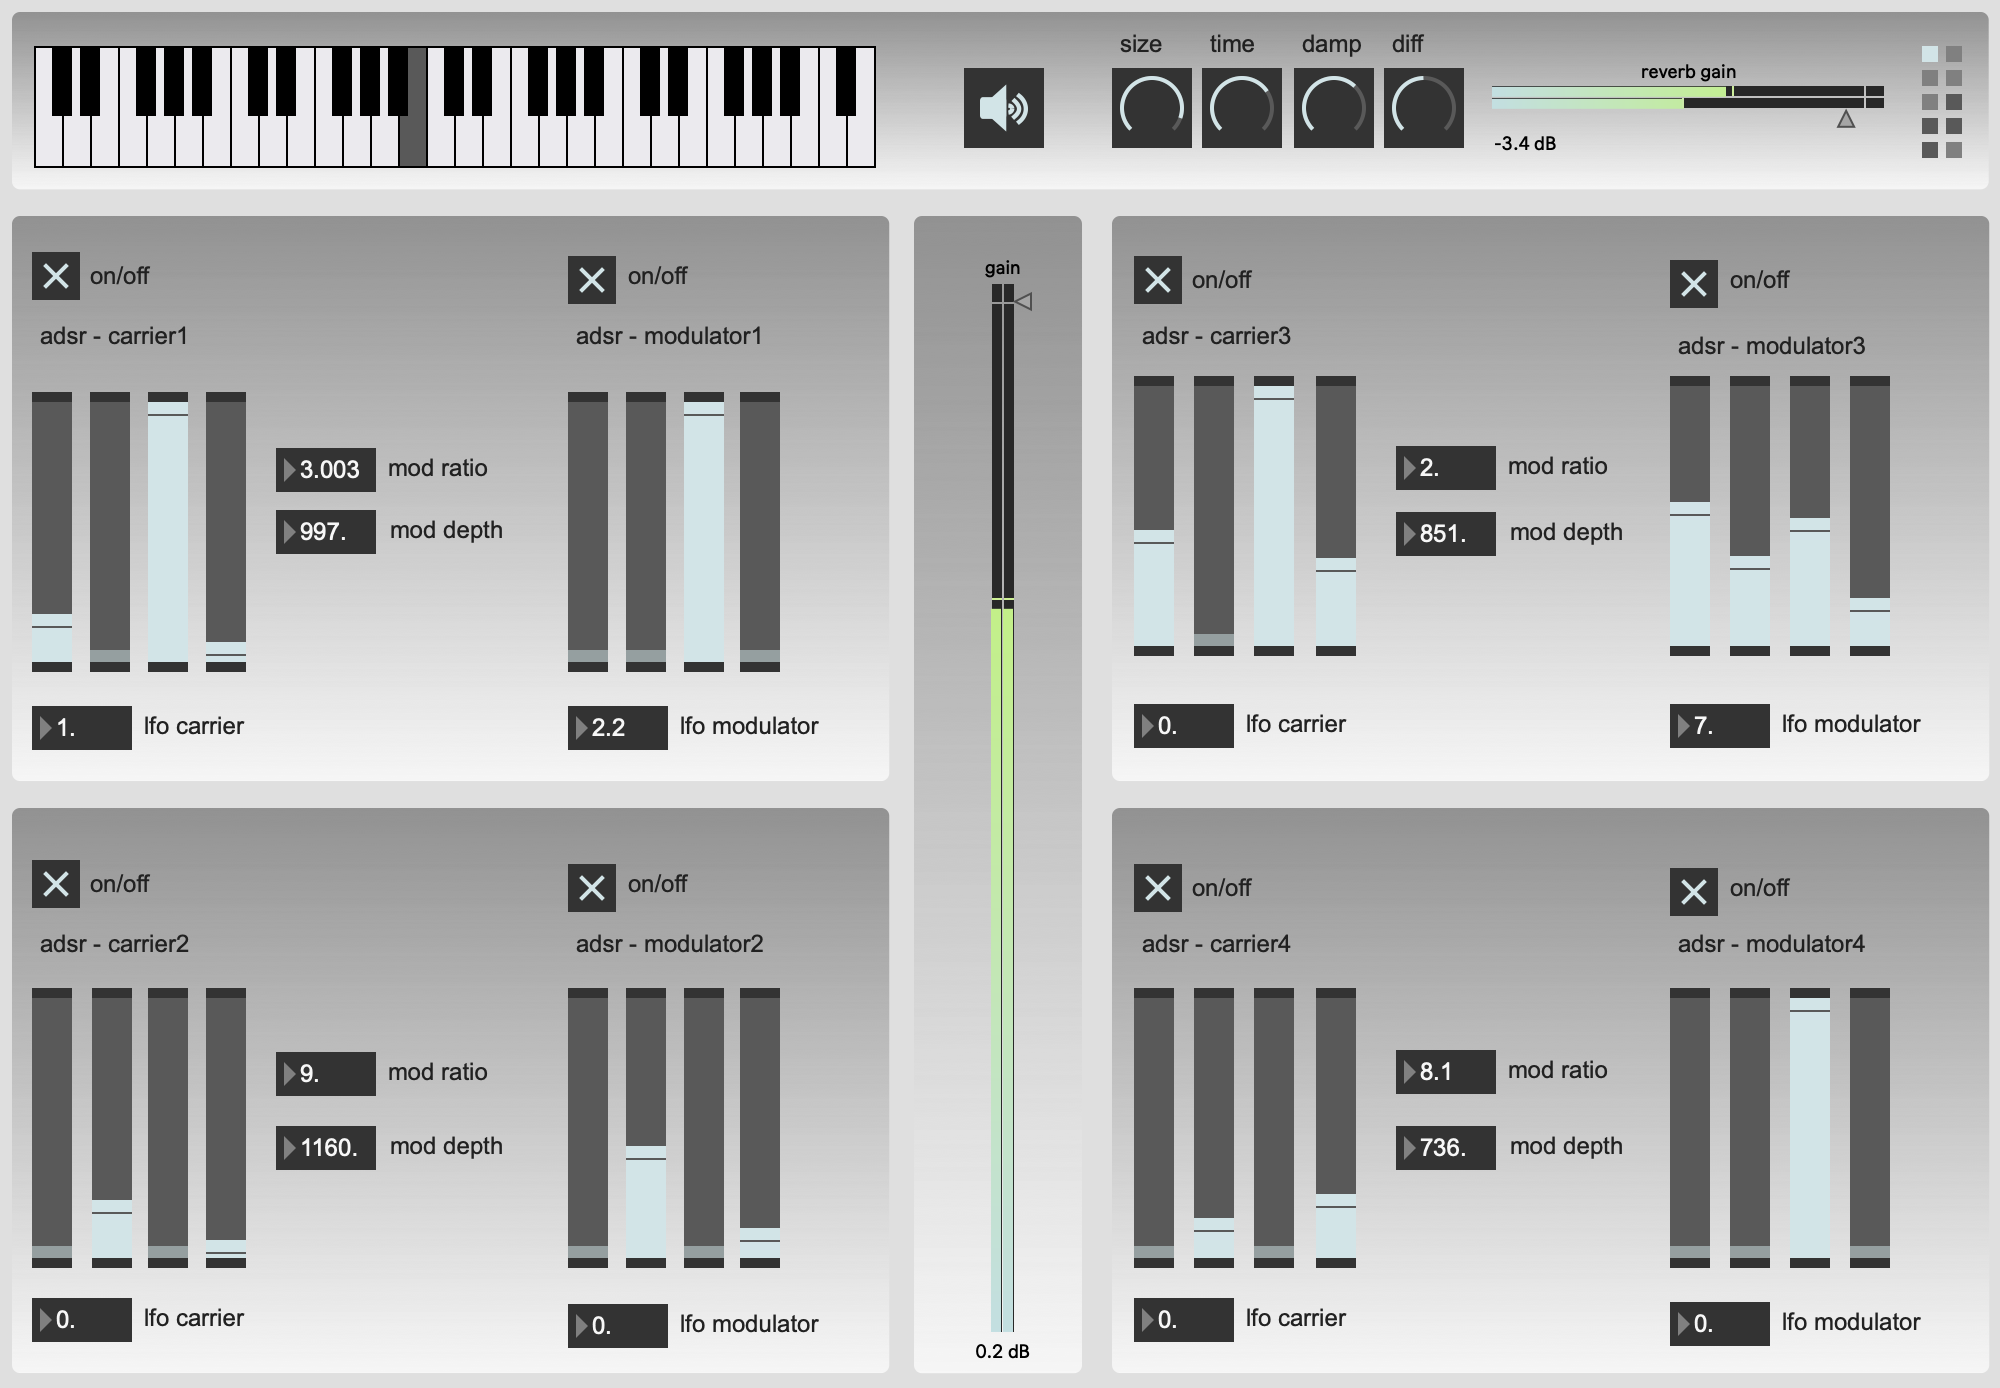 size
time
damp
diff
reverb gain
-3.4 dB
on/off
on/off
adsr - carrier1
adsr - modulator1
3.003
mod ratio
997.
mod depth
1.
lfo carrier
2.2
lfo modulator
gain
0.2 dB
on/off
on/off
adsr - carrier3
adsr - modulator3
2.
mod ratio
851.
mod depth
0.
lfo carrier
7.
lfo modulator
on/off
on/off
adsr - carrier2
adsr - modulator2
9.
mod ratio
1160.
mod depth
0.
lfo carrier
0.
lfo modulator
on/off
on/off
adsr - carrier4
adsr - modulator4
8.1
mod ratio
736.
mod depth
0.
lfo carrier
0.
lfo modulator